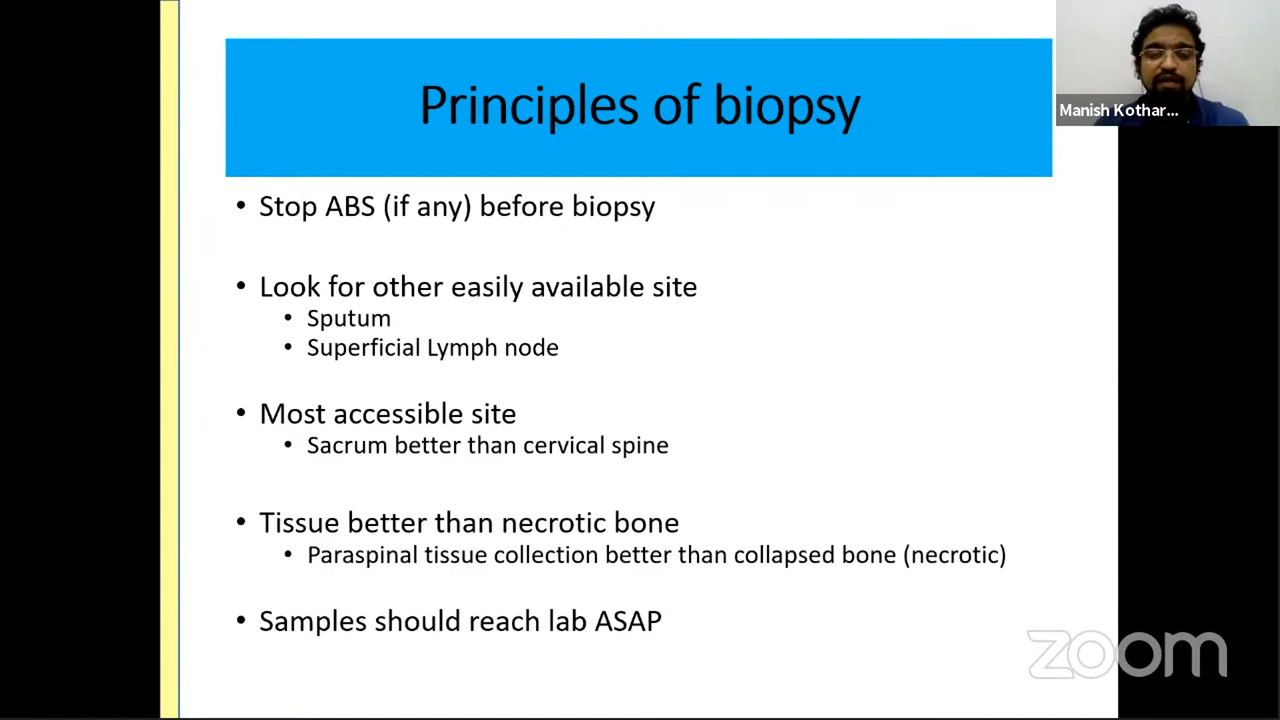 Principles of biopsy
Manish Kothar...
• Stop ABS (if any) before biopsy
• Look for other easily available site
• Sputum
• Superficial Lymph node
• Most accessible site
• Sacrum better than cervical spine
• Tissue better than necrotic bone
• Paraspinal tissue collection better than collapsed bone (necrotic)
• Samples should reach lab ASAP
zoom